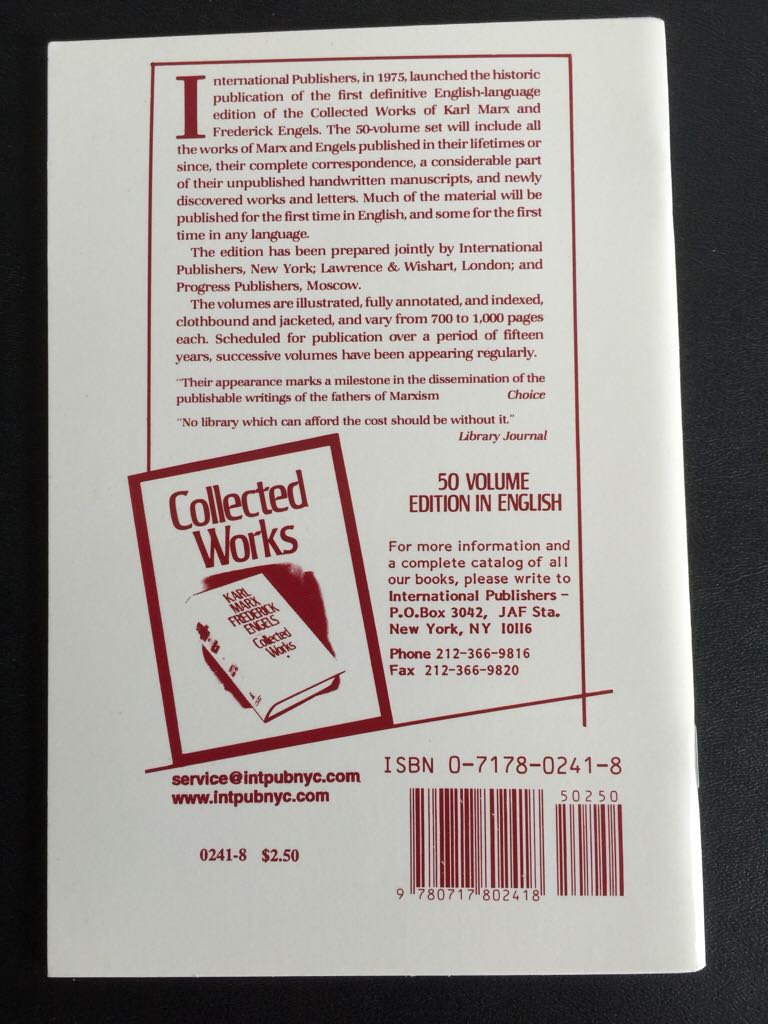 International Publishers, in 1975, launched the historic
publication of the first definitive English-language
edition of the Collected Works of Karl Marx and
Frederick Engels. The 50-volume set will include all
the works of Marx and Engels published in their lifetimes or
since, their complete correspondence, a considerable part
of their unpublished handwritten manuscripts, and newly
discovered works and letters. Much of the material will be
published for the first time in English, and some for the first
time in any language.
The edition has been prepared jointly by International
Publishers, New York; Lawrence & Wishart, London; and
Progress Publishers, Moscow.
The volumes are illustrated, fully annotated, and indexed,
clothbound and jacketed, and vary from 700 to 1,000 pages
each. Scheduled for publication over a period of fifteen
years, successive volumes have been appearing regularly.
"Their appearance marks a milestone in the dissemination of the
publishable writings of the fathers of Marxism Choice
"No library which can afford the cost should be without it."
Library Journal
Collected
Works
KARL
MARX
FREDERICK
ENGELS
Collected
Works
50 VOLUME
EDITION IN ENGLISH
For more information and
a complete catalog of all
our books, please write to
International Publishers –
P.O.Box 3042, JAF Sta.
New York, NY 10116
Phone 212-366-9816
Fax 212-366-9820
service@intpubnyc.com
www.intpubnyc.com
0241-8 $2.50
ISBN 0-7178-0241-8
50250
9 780717 802418